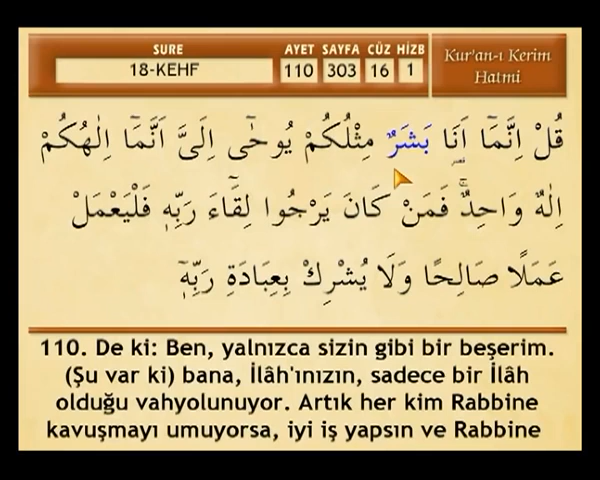 SURE AYET SAYFA CÜZ HİZB
18-KEHF 110 303 16 1
Kur'an-ı Kerim
Hatmi
قُلْ اِنَّمَٓا اَنَا۬ بَشَرٌ مِثْلُكُمْ يُوحٰٓى اِلَيَّ اَنَّمَٓا اِلٰهُكُمْ
اِلٰهٌ وَاحِدٌۚ فَمَنْ كَانَ يَرْجُوا لِقَٓاءَ رَبِّه۪ فَلْيَعْمَلْ
عَمَلًا صَالِحًا وَلَا يُشْرِكْ بِعِبَادَةِ رَبِّه۪ٓ
110. De ki: Ben, yalnızca sizin gibi bir beşerim.
(Şu var ki) bana, İlâh'ınızın, sadece bir İlâh
olduğu vahyolunuyor. Artık her kim Rabbine
kavuşmayı umuyorsa, iyi iş yapsın ve Rabbine